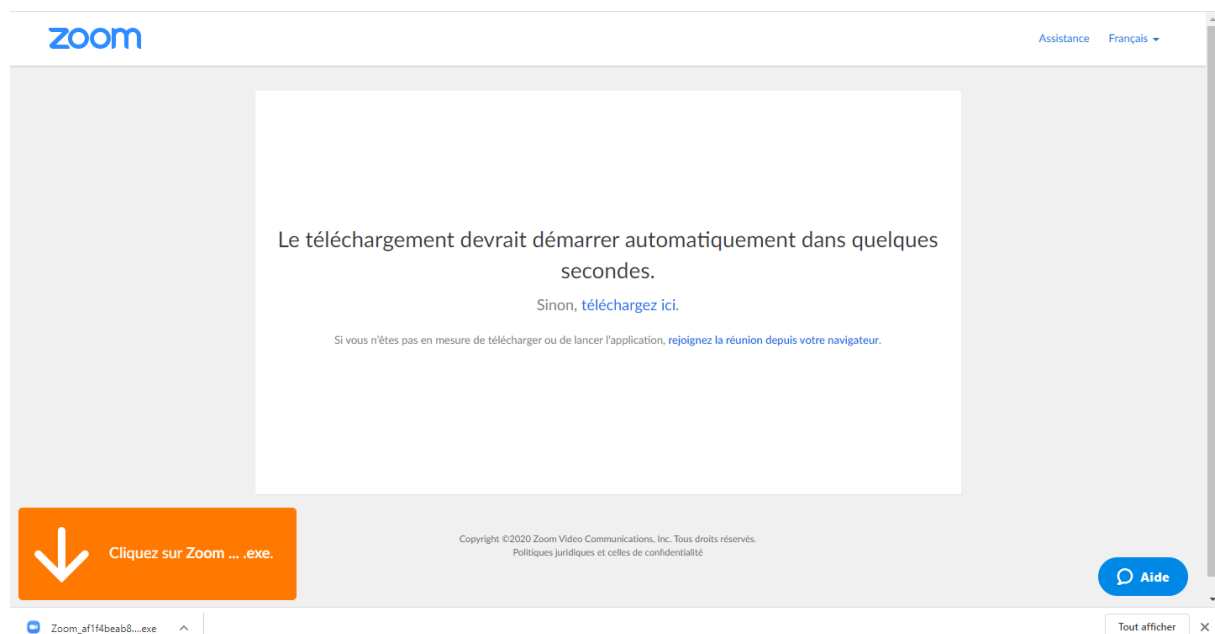 zoom
Assistance Français
Le téléchargement devrait démarrer automatiquement dans quelques
secondes.
Sinon, téléchargez ici.
Si vous n'êtes pas en mesure de télécharger ou de lancer l'application, rejoignez la réunion depuis votre navigateur.
Cliquez sur Zoom ... .exe.
Copyright ©2020 Zoom Video Communications, Inc. Tous droits réservés.
Politiques juridiques et celles de confidentialité
Aide
Zoom_af1f4beab8....exe
Tout afficher